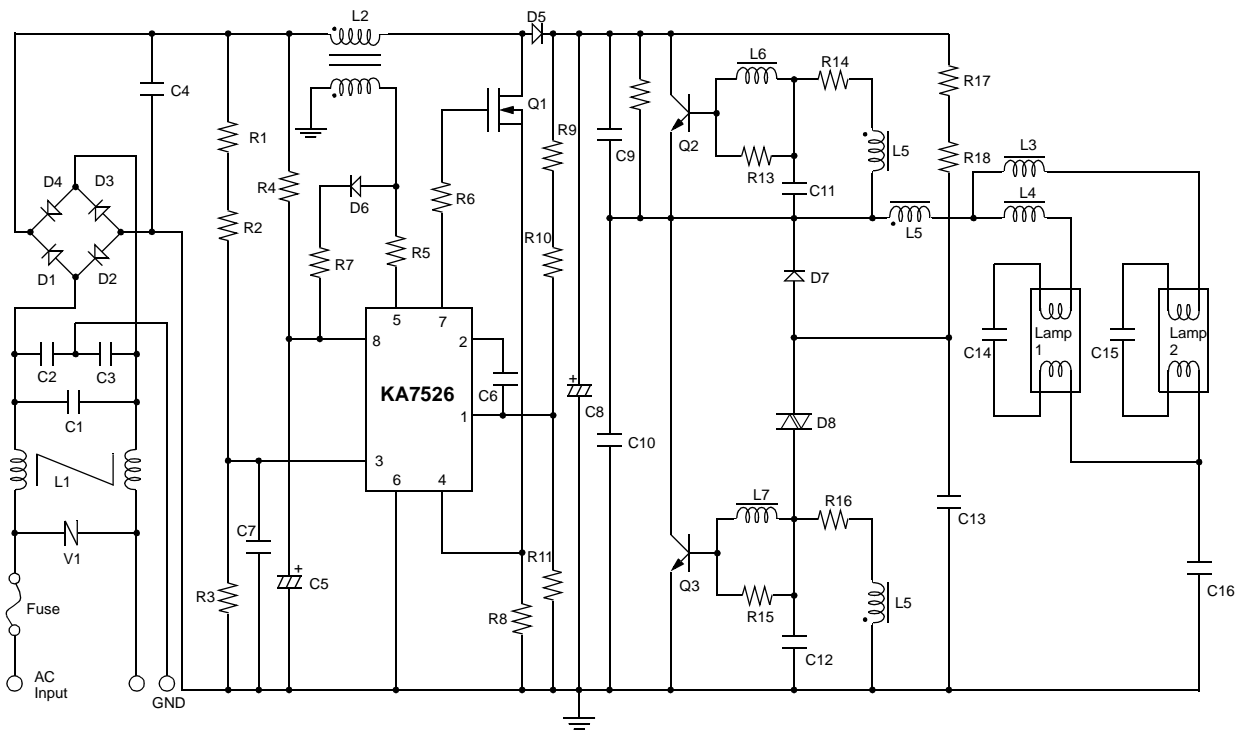 L2
D5
C4
L6
R14
R17
Q1
R9
Q2
R1
C9
L5
R18
L3
R13
D4
D3
R4
D6
R6
C11
L4
R2
R10
L5
D1
D2
R7
R5
D7
5
7
8
2
Lamp
1
Lamp
2
C14
C15
C2
C3
KA7526
C6
1
C8
C1
D8
C10
3
L1
6
4
L7
R16
C7
C13
V1
R11
Q3
C5
R3
R15
L5
C16
Fuse
R8
C12
AC
Input
GND
+
+